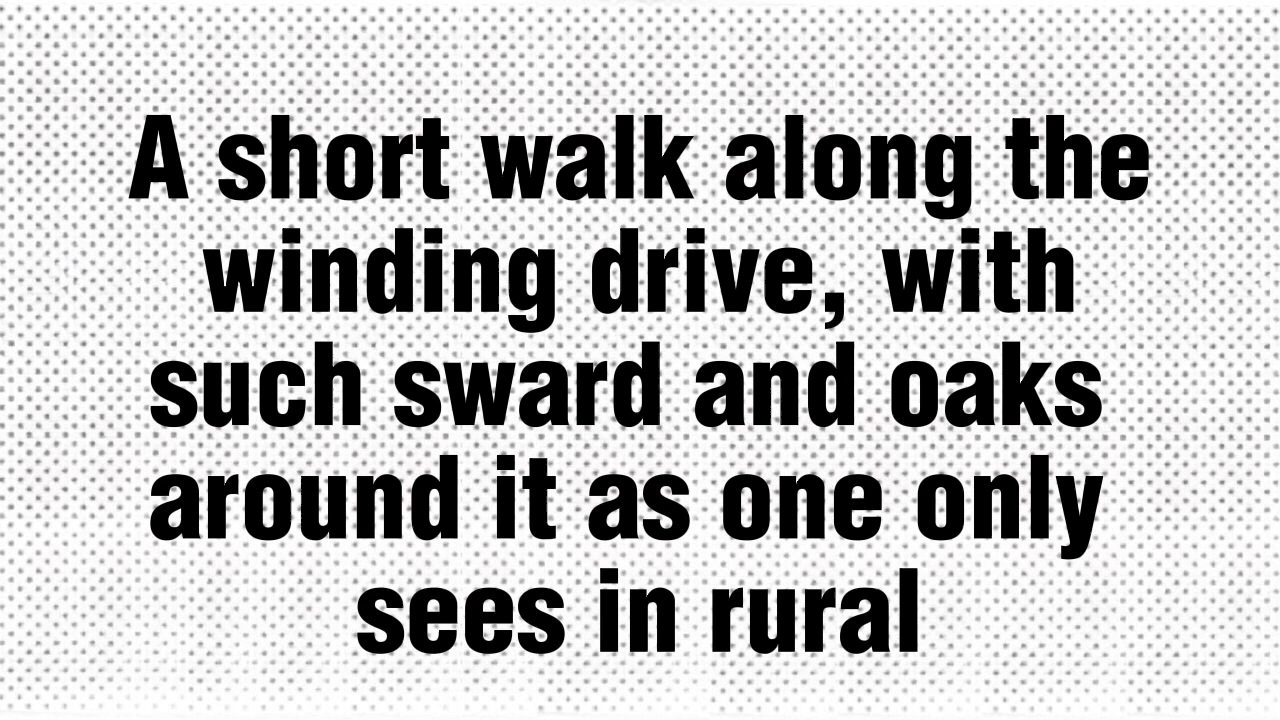 A short walk along the
winding drive, with
such sward and oaks
around it as one only
sees in rural